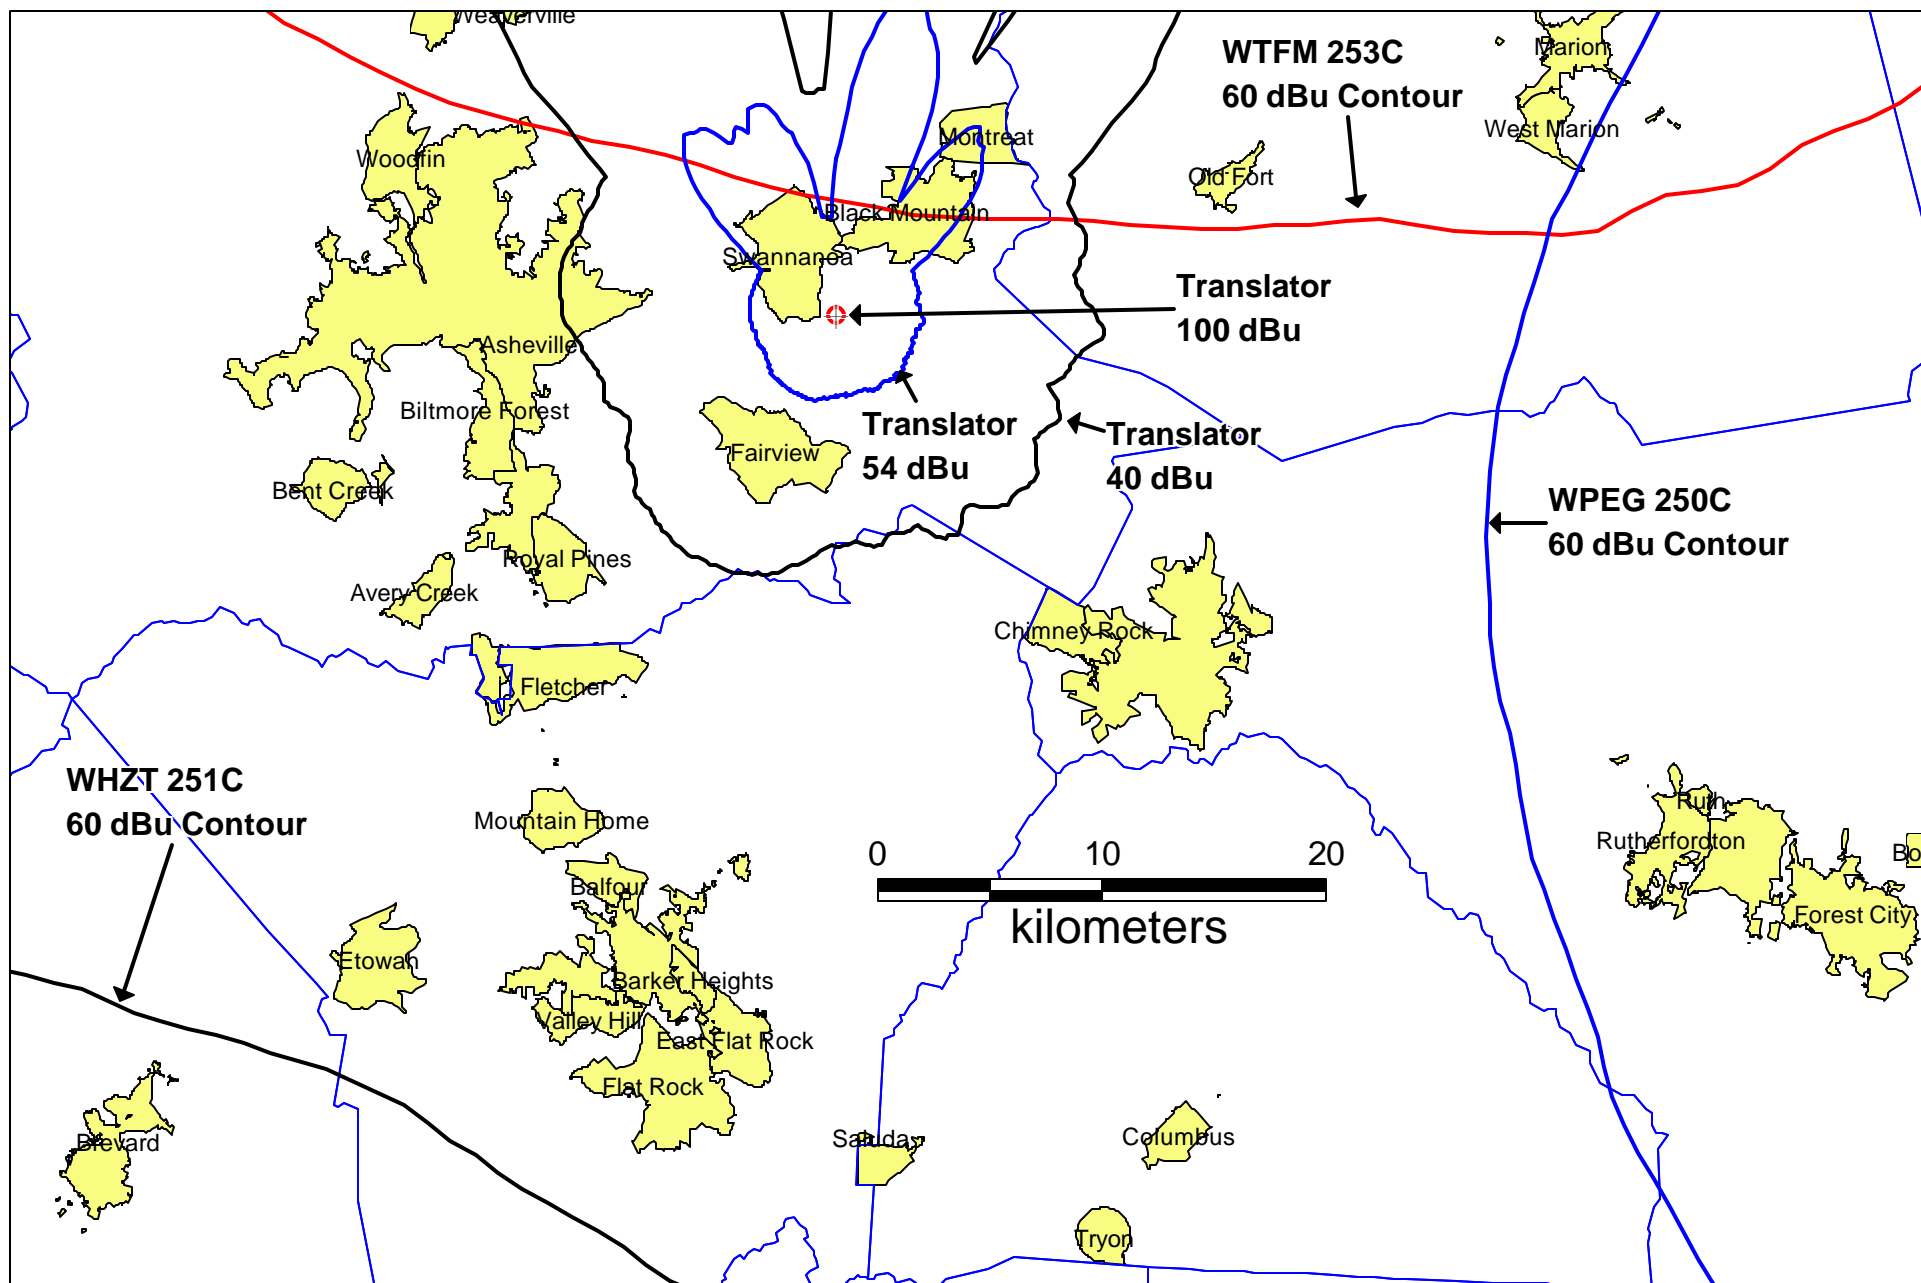 Weaverville
Marion
WTFM 253C
60 dBu Contour
West Marion
Montreat
Woodfin
Old Fort
Black Mountain
Swannanoa
Translator
100 dBu
Asheville
Biltmore Forest
Translator
54 dBu
Translator
40 dBu
Fairview
Bent Creek
WPEG 250C
60 dBu Contour
Royal Pines
Avery Creek
Chimney Rock
Fletcher
WHZT 251C
60 dBu Contour
Mountain Home
Ruth
Rutherfordton
0 10 20
kilometers
Bo
Balfour
Forest City
Etowah
Barker Heights
Valley Hill
East Flat Rock
Flat Rock
Brevard
Saluda
Columbus
Tryon